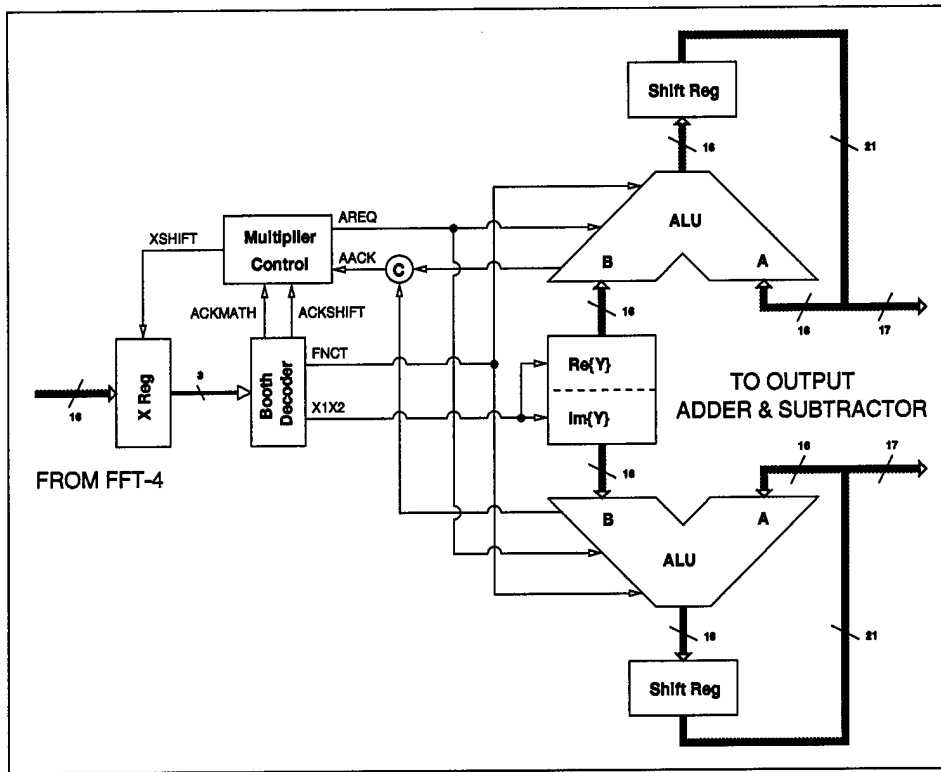 Shift Reg
16
21
ALU
B
A
AREQ
XSHIFT
Multiplier
Control
AACK
C
ACKMATH
ACKSHIFT
16
16
17
FNCT
Re{Y}
X Reg
3
Booth
Decoder
16
X1X2
Im{Y}
TO OUTPUT
ADDER & SUBTRACTOR
FROM FFT-4
16
16
17
B
A
ALU
16
21
Shift Reg